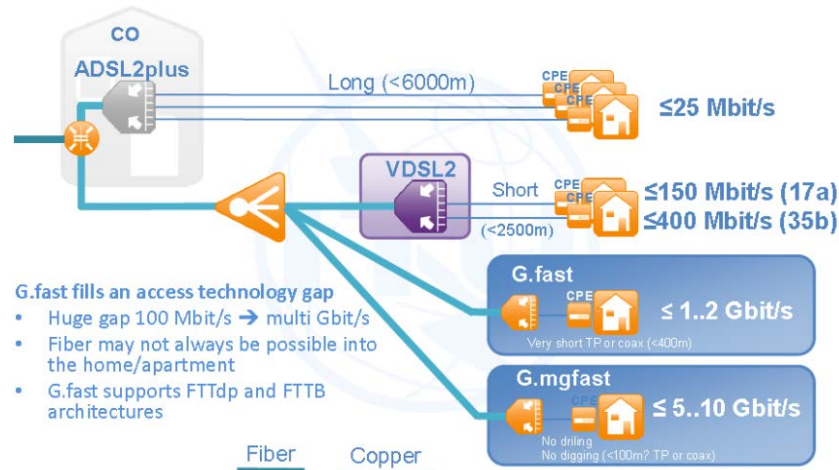 CO
ADSL2plus
Long (<6000m)
CPE
CPE
CPE
≤25 Mbit/s
VDSL2
Short
(<2500m)
CPE
CPE
≤150 Mbit/s (17a)
≤400 Mbit/s (35b)
G.fast fills an access technology gap
• Huge gap 100 Mbit/s → multi Gbit/s
• Fiber may not always be possible into
the home/apartment
• G.fast supports FTTdp and FTTB
architectures
G.fast
CPE
≤ 1..2 Gbit/s
Very short TP or coax (<400m)
G.mgfast
CPE
≤ 5..10 Gbit/s
No driling
No digging (<100m? TP or coax)
Fiber
Copper